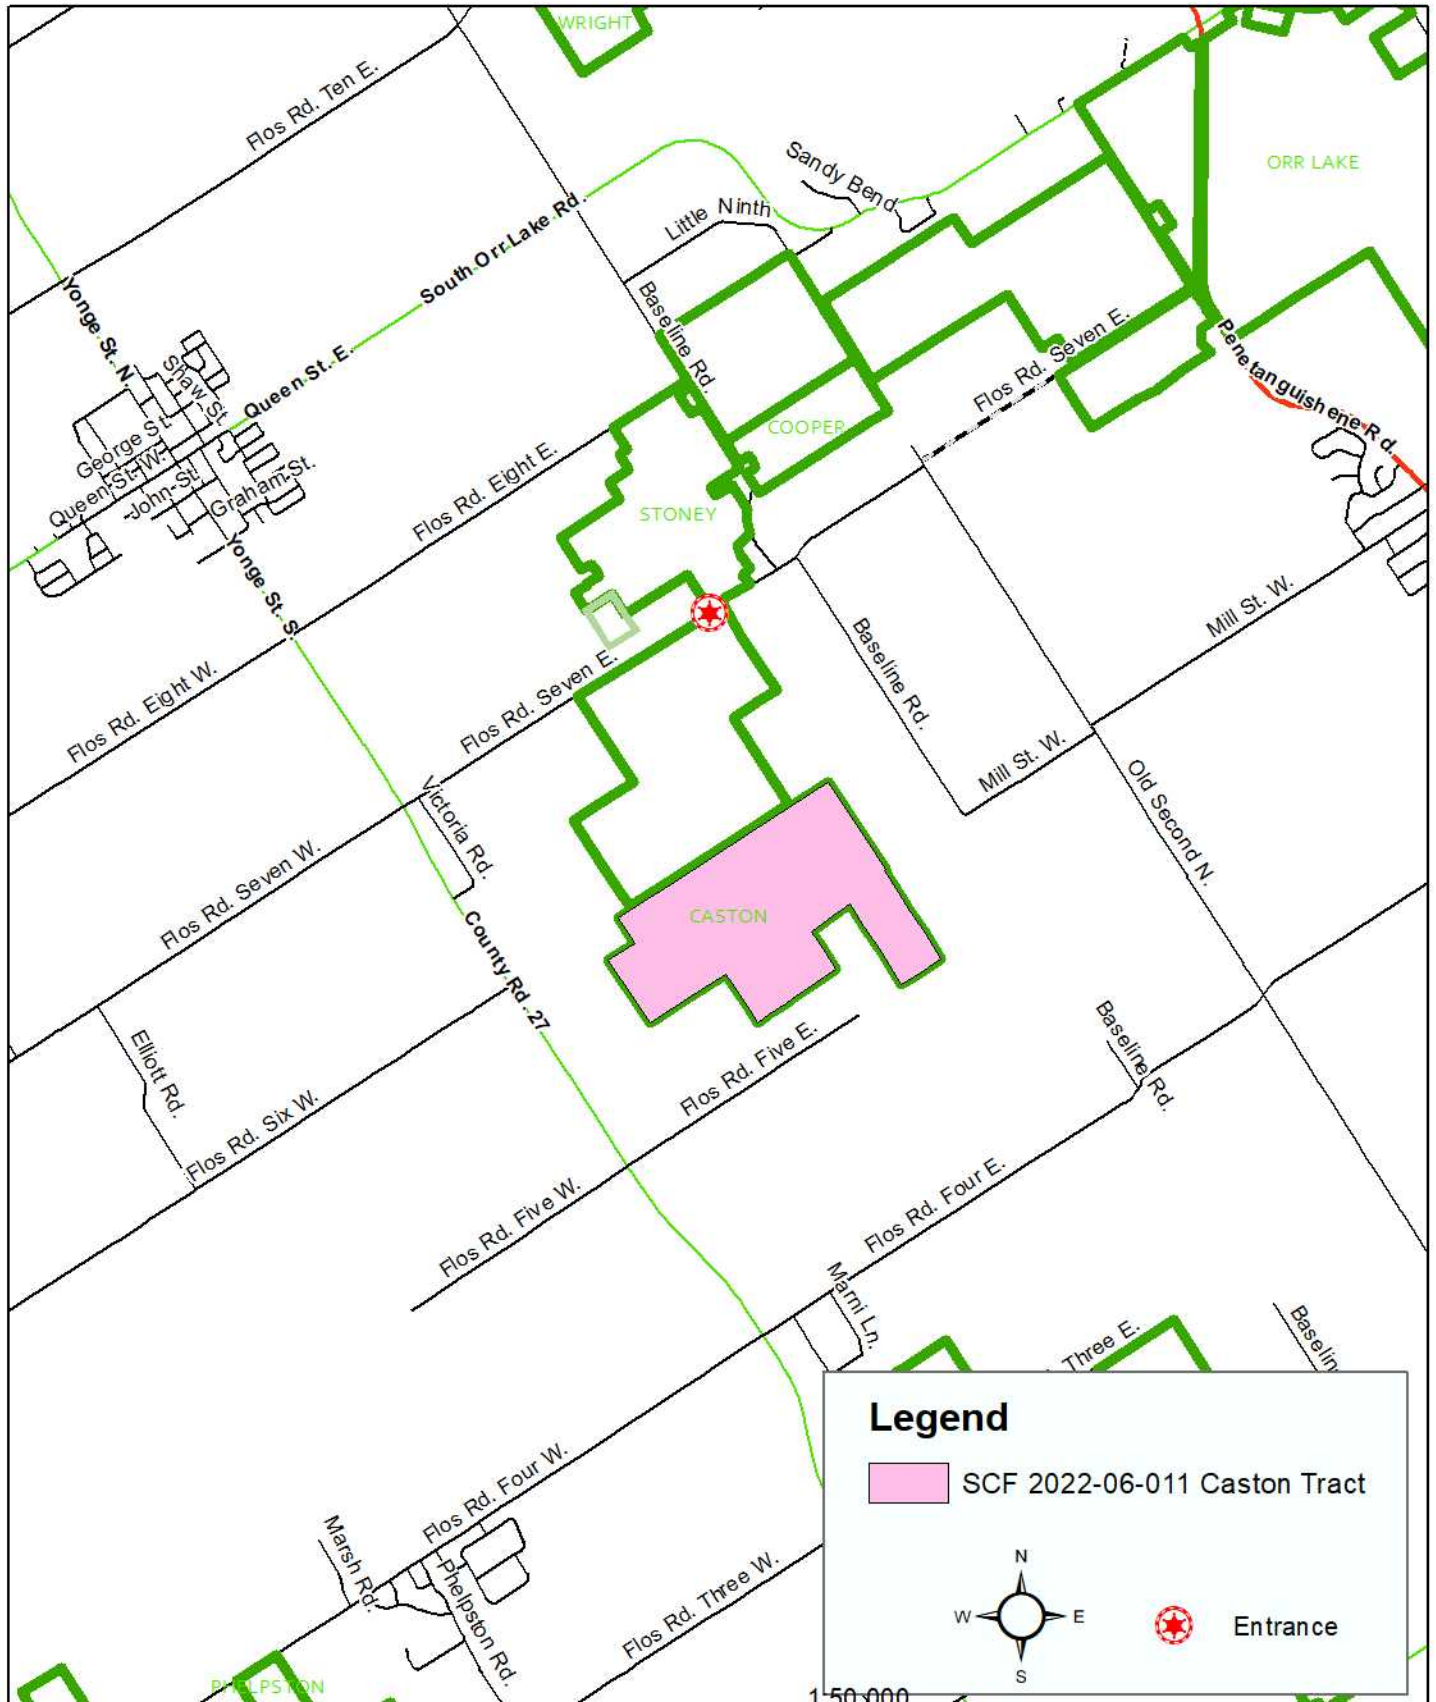 WRIGHT
Flos Rd. Ten E.
ORR LAKE
Sandy Bend
Little Ninth
South Orr Lake Rd.
Yonge St. N.
Baseline Rd.
Flos Rd. Seven E.
Penetanguishene Rd.
Shaw St.
Queen St. E.
George St.
Queen St. W.
John St.
Graham St.
COOPER
Flos Rd. Eight E.
STONEY
Yonge St. S.
Mill St. W.
Baseline Rd.
Flos Rd. Eight W.
Flos Rd. Seven E.
Mill St. W.
Old Second N.
Victoria Rd.
Flos Rd. Seven W.
CASTON
County Rd. 27
Baseline Rd.
Elliott Rd.
Flos Rd. Five E.
Flos Rd. Six W.
Flos Rd. Five W.
Flos Rd. Four E.
Marni Ln.
Three E.
Baselin
Legend
SCF 2022-06-011 Caston Tract
Flos Rd. Four W.
Marsh Rd.
Phelpston Rd.
Flos Rd. Three W.
N
W E
S
Entrance
PHELPSTON
1:50,000